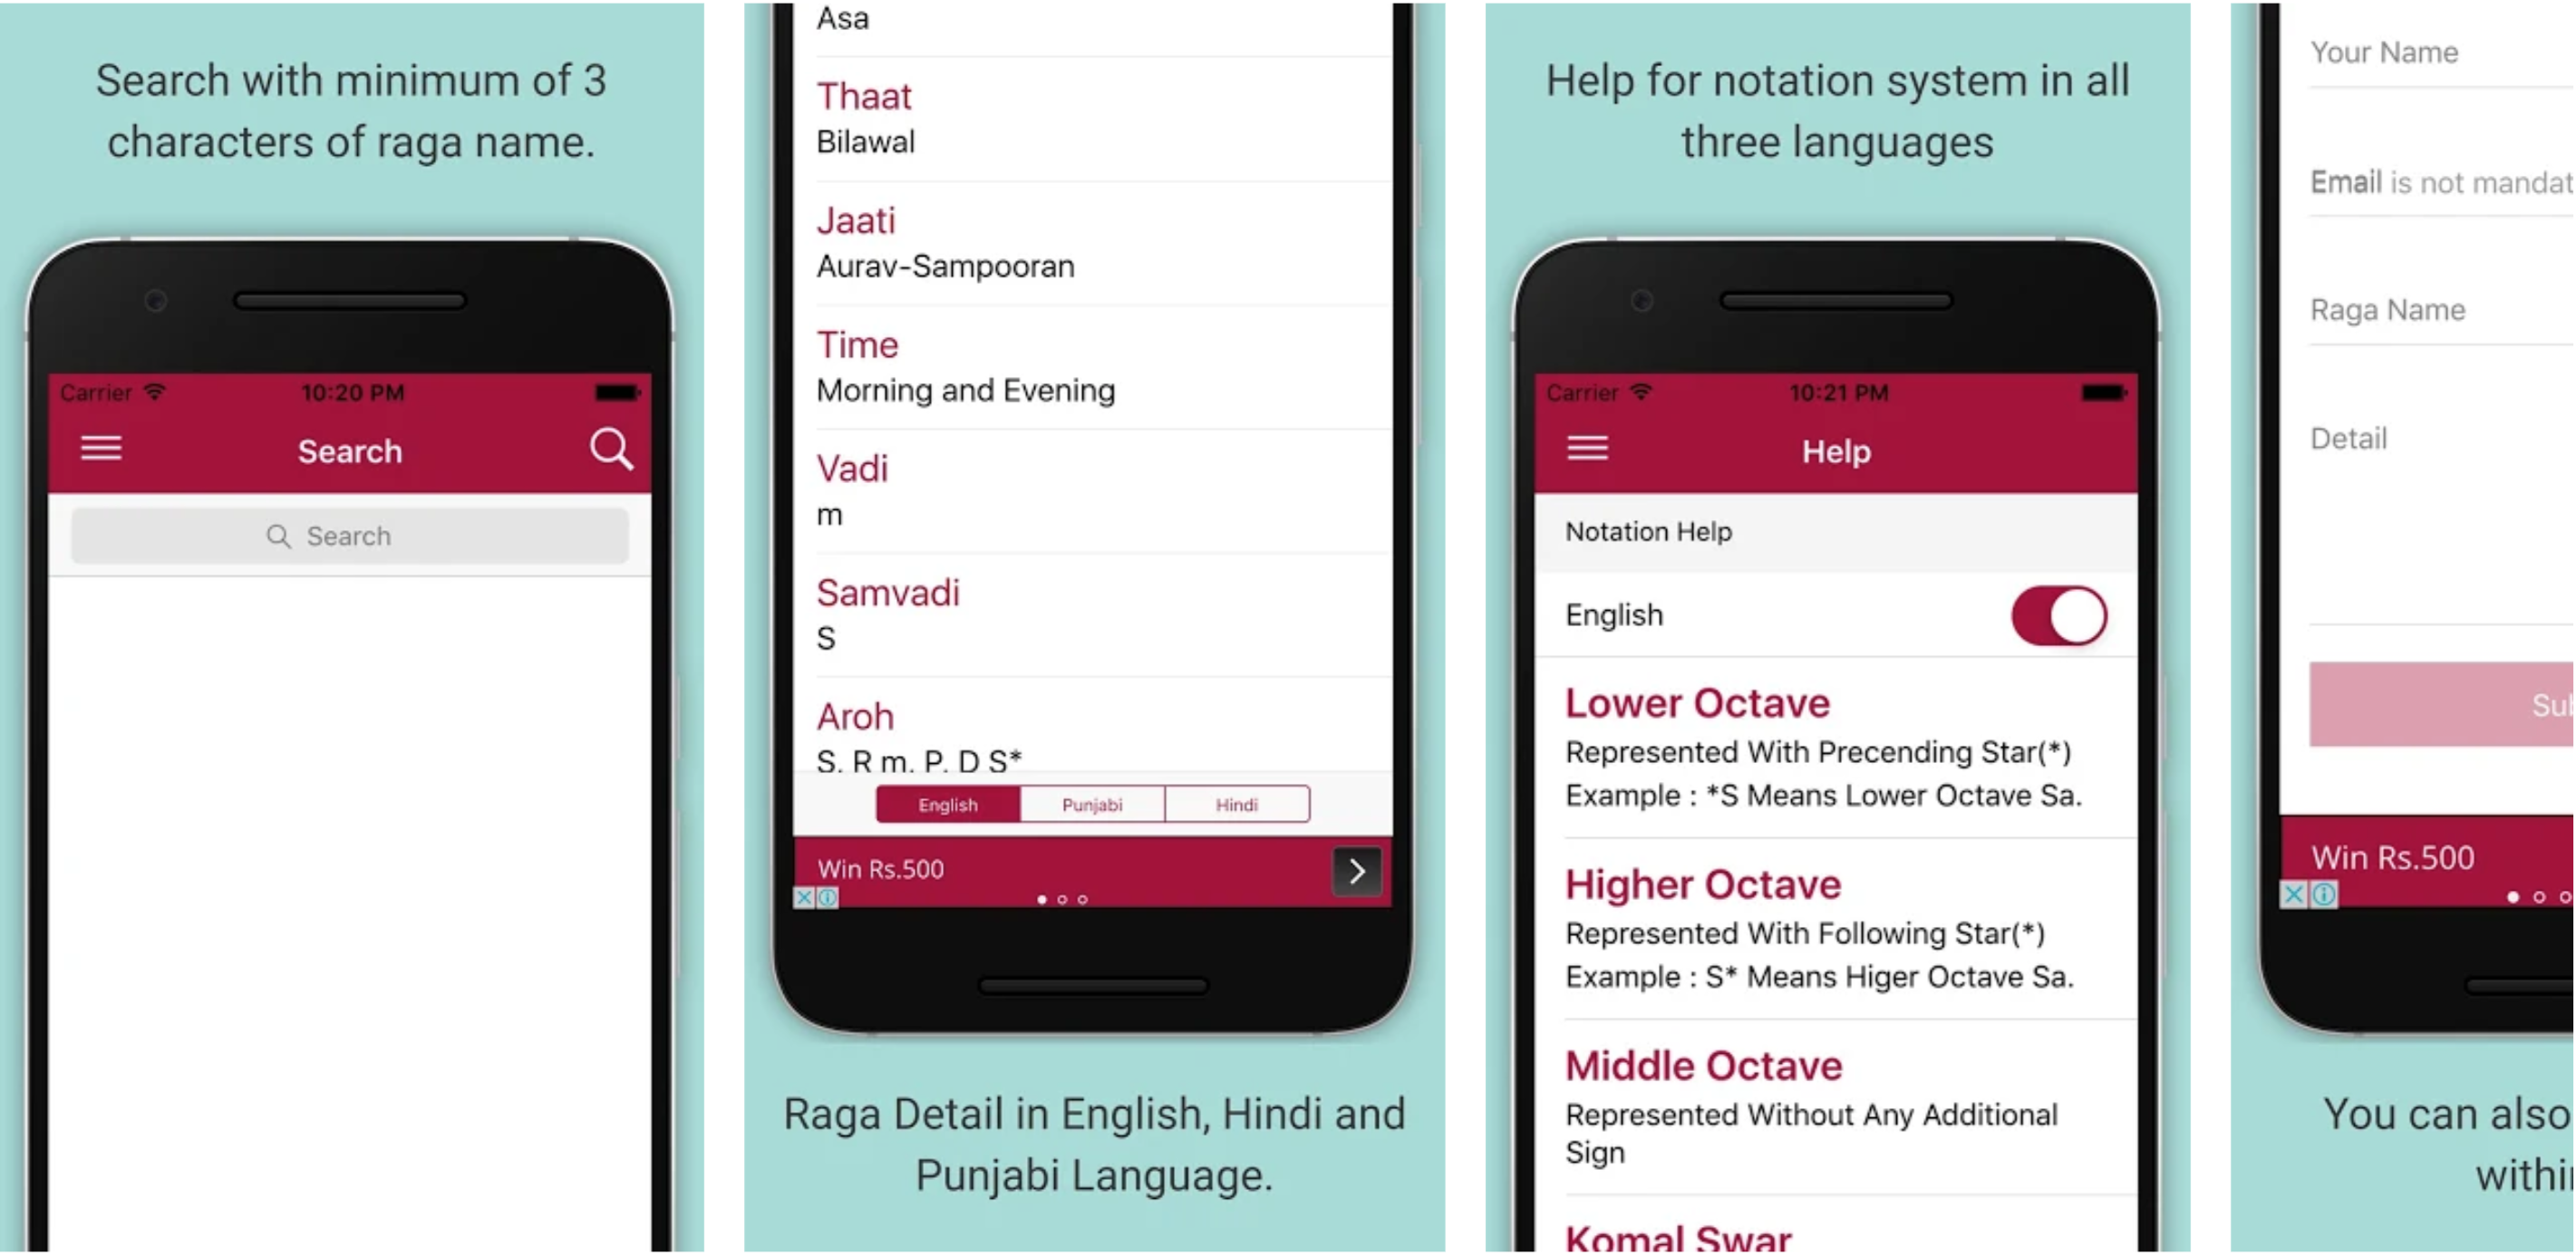 Search with minimum of 3
characters of raga name.
Carrier
10:20 PM
Search
Search
Asa
Thaat
Bilawal
Jaati
Aurav-Sampooran
Time
Morning and Evening
Vadi
m
Samvadi
S
Aroh
S, R m, P, D S*
English Punjabi Hindi
Win Rs.500
Raga Detail in English, Hindi and
Punjabi Language.
Help for notation system in all
three languages
Carrier
10:21 PM
Help
Notation Help
English
Lower Octave
Represented With Precending Star(*)
Example : *S Means Lower Octave Sa.
Higher Octave
Represented With Following Star(*)
Example : S* Means Higer Octave Sa.
Middle Octave
Represented Without Any Additional
Sign
Komal Swar
Your Name
Email is not mandat
Raga Name
Detail
Su
Win Rs.500
You can also
withi